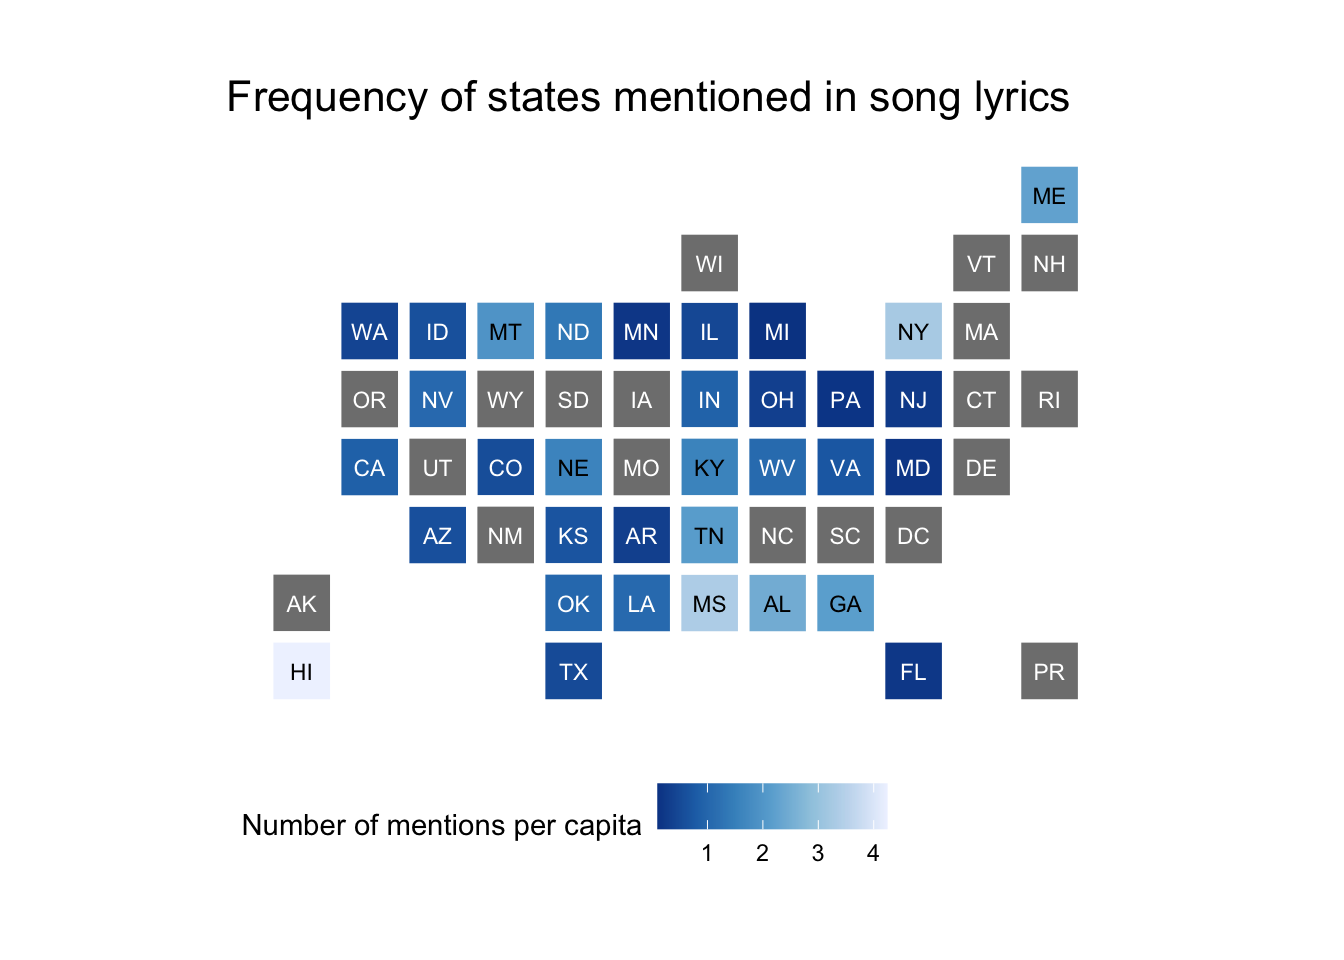 Frequency of states mentioned in song lyrics
ME
WI VT NH
WA ID MT ND MN IL MI NY MA
OR NV WY SD IA IN OH PA NJ CT RI
CA UT CO NE MO KY WV VA MD DE
AZ NM KS AR TN NC SC DC
AK OK LA MS AL GA
HI TX FL PR
Number of mentions per capita
1 2 3 4